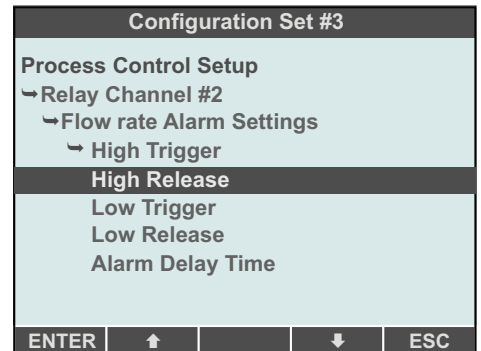 Configuration Set #3
Process Control Setup
➥Relay Channel #2
➥Flow rate Alarm Settings
➥ High Trigger
High Release
Low Trigger
Low Release
Alarm Delay Time
ENTER ⬆ ⬇ ESC